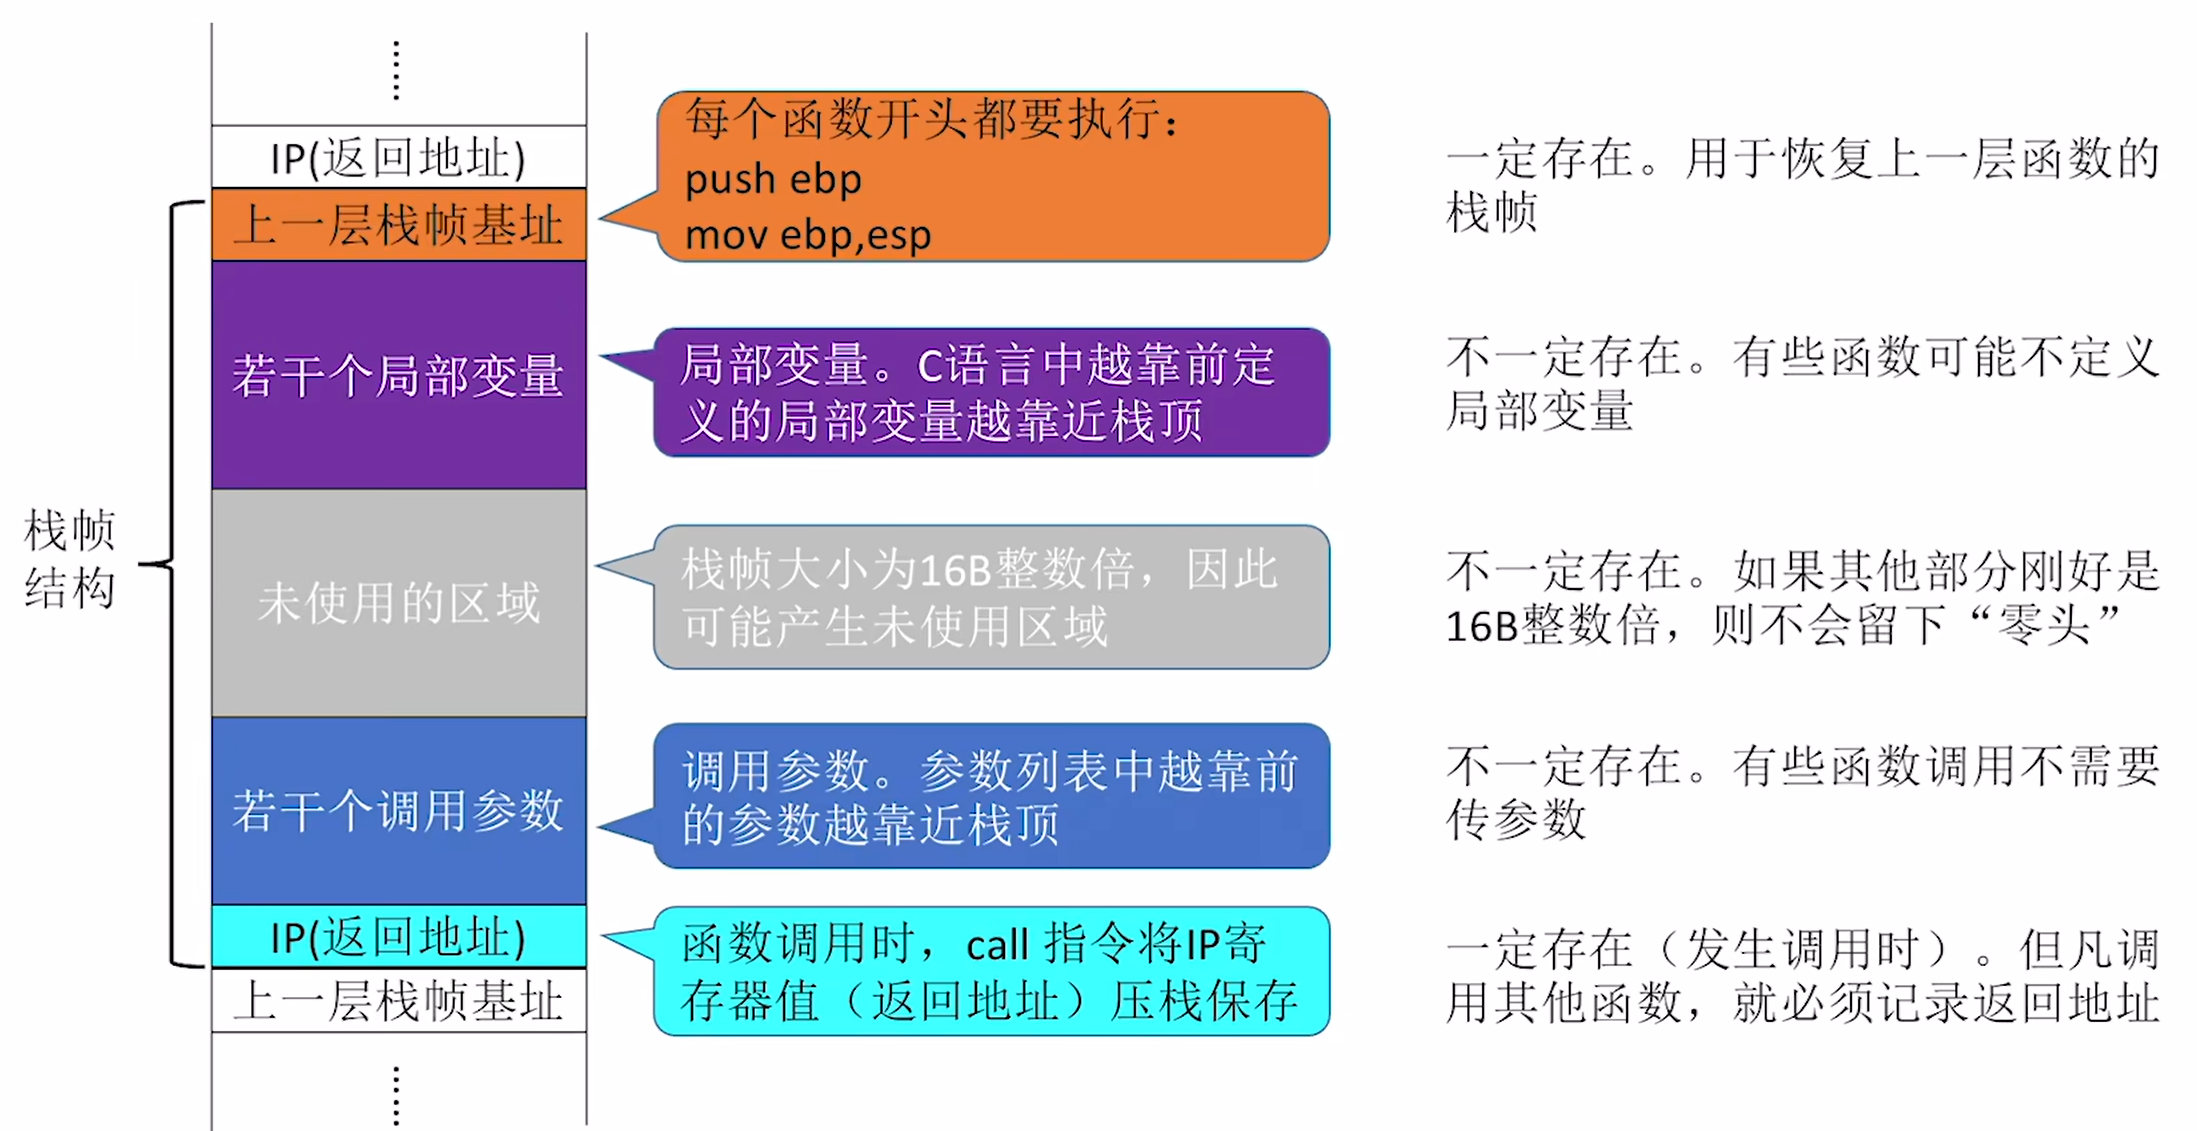 IP(返回地址)
上一层栈帧基址
若干个局部变量
未使用的区域
若干个调用参数
IP(返回地址)
上一层栈帧基址
栈帧
结构
每个函数开头都要执行：
push ebp
mov ebp,esp
一定存在。用于恢复上一层函数的
栈帧
局部变量。C语言中越靠前定
义的局部变量越靠近栈顶
不一定存在。有些函数可能不定义
局部变量
栈帧大小为16B整数倍，因此
可能产生未使用区域
不一定存在。如果其他部分刚好是
16B整数倍，则不会留下“零头”
调用参数。参数列表中越靠前
的参数越靠近栈顶
不一定存在。有些函数调用不需要
传参数
函数调用时，call 指令将IP寄
存器值（返回地址）压栈保存
一定存在（发生调用时）。但凡调
用其他函数，就必须记录返回地址